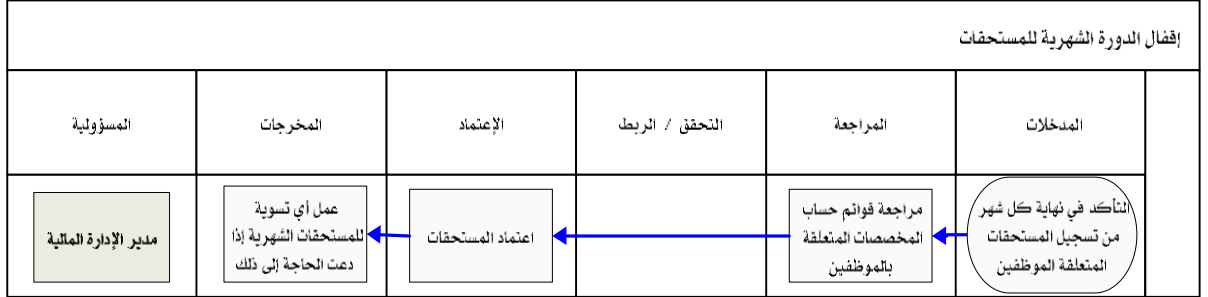 إقفال الدورة الشهرية للمستحقات
المدخلات
المراجعة
التحقق / الربط
الإعتماد
المخرجات
المسؤولية
التأكد في نهاية كل شهر
من تسجيل المستحقات
المتعلقة الموظفين
مراجعة قوائم حساب
المخصصات المتعلقة
بالموظفين
اعتماد المستحقات
عمل أي تسوية
للمستحقات الشهرية إذا
دعت الحاجة إلى ذلك
مدير الإدارة المالية